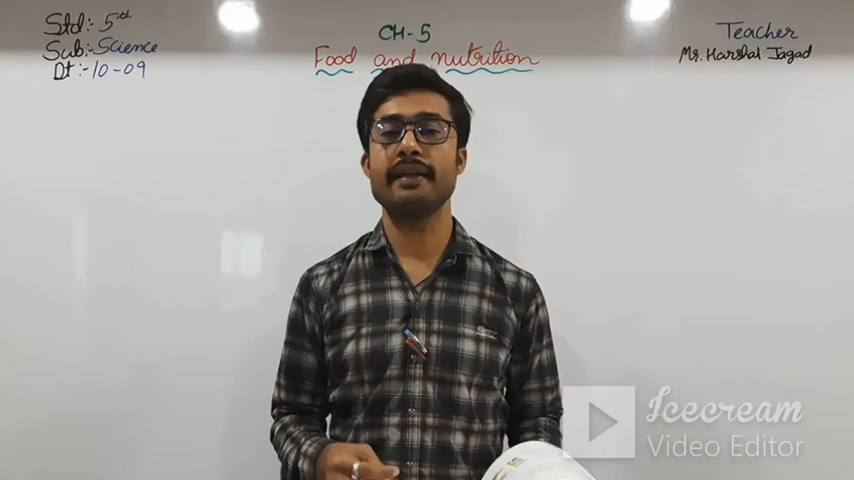 Std :- 5th
Sub :- Science
Dt :- 10-09
CH-5
Food and nutrition
Teacher
Mr. Harshal Jagad
Icecream
Video Editor